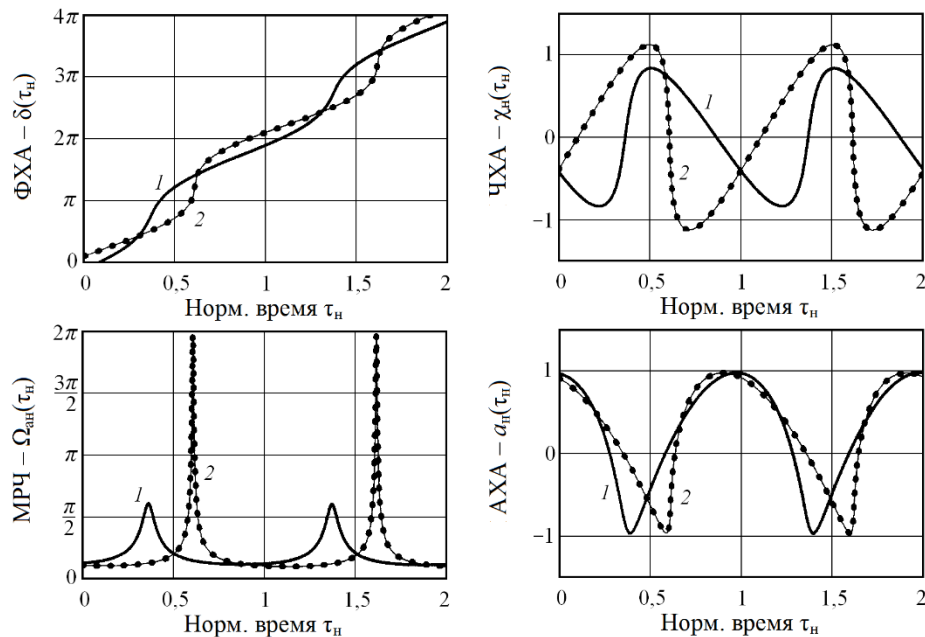 ФХА – δ(τн)
4π
3π
2π
π
0
1
2
0 0,5 1 1,5 2
Норм. время τн
ЧХА – χн(τн)
1
0
−1
1
2
0 0,5 1 1,5 2
Норм. время τн
МРЧ – Ωан(τн)
2π
3π/2
π
π/2
0
1
2
0 0,5 1 1,5 2
Норм. время τн
АХА – aп(τп)
1
0
−1
1
2
0 0,5 1 1,5 2
Норм. время τн